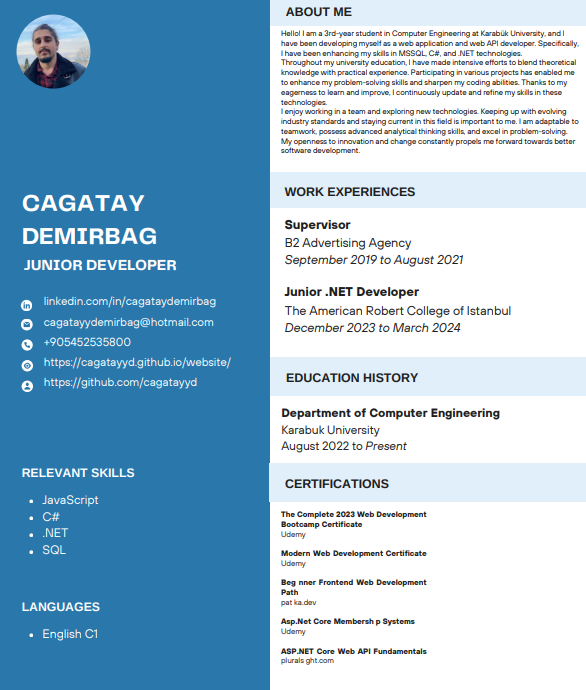 CAGATAY
DEMIRBAG
JUNIOR DEVELOPER
linkedin.com/in/cagataydemirbag
cagatayydemirbag@hotmail.com
+905452535800
https://cagatayyd.github.io/website/
https://github.com/cagatayyd
RELEVANT SKILLS
• JavaScript
• C#
• .NET
• SQL
LANGUAGES
• English C1
ABOUT ME
Hello! I am a 3rd-year student in Computer Engineering at Karabük University, and I
have been developing myself as a web application and web API developer. Specifically,
I have been enhancing my skills in MSSQL, C#, and .NET technologies.
Throughout my university education, I have made intensive efforts to blend theoretical
knowledge with practical experience. Participating in various projects has enabled me
to enhance my problem-solving skills and sharpen my coding abilities. Thanks to my
eagerness to learn and improve, I continuously update and refine my skills in these
technologies.
I enjoy working in a team and exploring new technologies. Keeping up with evolving
industry standards and staying current in this field is important to me. I am adaptable to
teamwork, possess advanced analytical thinking skills, and excel in problem-solving.
My openness to innovation and change constantly propels me forward towards better
software development.
WORK EXPERIENCES
Supervisor
B2 Advertising Agency
September 2019 to August 2021
Junior .NET Developer
The American Robert College of Istanbul
December 2023 to March 2024
EDUCATION HISTORY
Department of Computer Engineering
Karabuk University
August 2022 to Present
CERTIFICATIONS
The Complete 2023 Web Development
Bootcamp Certificate
Udemy
Modern Web Development Certificate
Udemy
Beg nner Frontend Web Development
Path
pat ka.dev
Asp.Net Core Membersh p Systems
Udemy
ASP.NET Core Web API Fundamentals
plurals ght.com